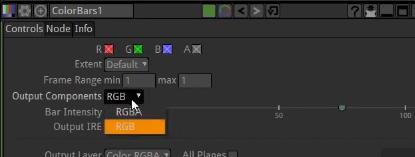 ColorBars1
Controls Node Info
R G B A
Extent Default
Frame Range min 1 max 1
Output Components RGB
RGBA
Bar Intensity
RGB
Output IRE
50 100
Output Layer Color.RGBA All Planes